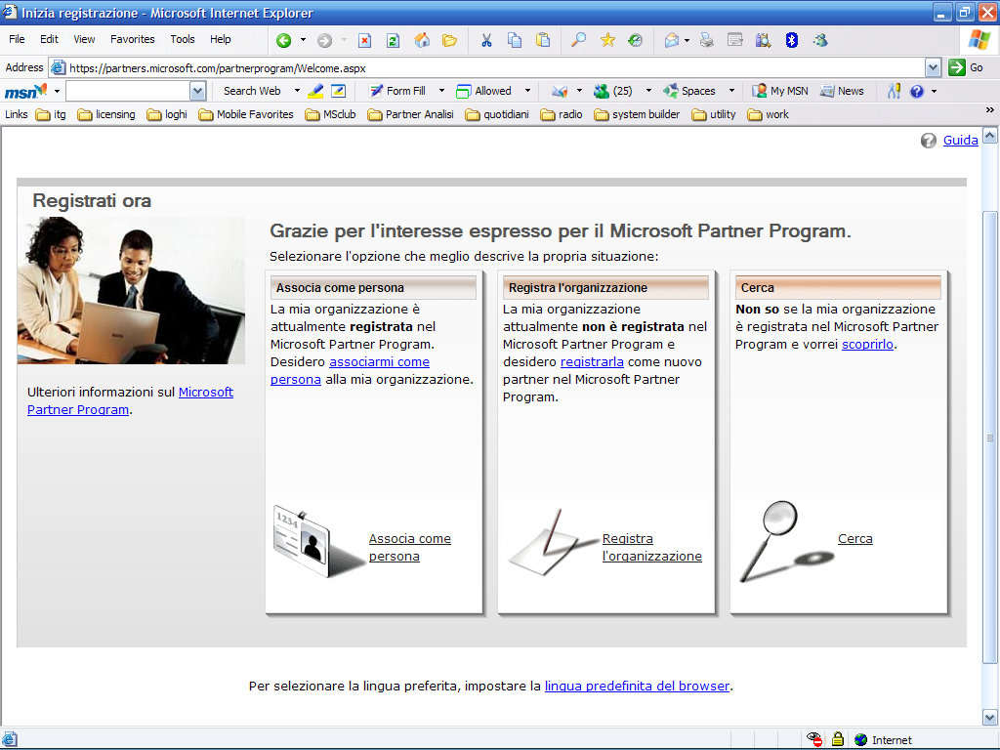 Inizia registrazione - Microsoft Internet Explorer
File Edit View Favorites Tools Help
Address https://partners.microsoft.com/partnerprogram/Welcome.aspx Go
msn Search Web Form Fill Allowed (25) Spaces My MSN News
Links itg licensing loghi Mobile Favorites MSclub Partner Analisi quotidiani radio system builder utility work »
Guida
Registrati ora
Grazie per l'interesse espresso per il Microsoft Partner Program.
Selezionare l'opzione che meglio descrive la propria situazione:
Associa come persona
La mia organizzazione è
attualmente registrata nel
Microsoft Partner Program.
Desidero associarmi come
persona alla mia organizzazione.
1234
Associa come
persona
Registra l'organizzazione
La mia organizzazione
attualmente non è registrata nel
Microsoft Partner Program e
desidero registrarla come nuovo
partner nel Microsoft Partner
Program.
Registra
l'organizzazione
Cerca
Non so se la mia organizzazione
è registrata nel Microsoft Partner
Program e vorrei scoprirlo.
Cerca
Ulteriori informazioni sul Microsoft
Partner Program.
Per selezionare la lingua preferita, impostare la lingua predefinita del browser.
Internet